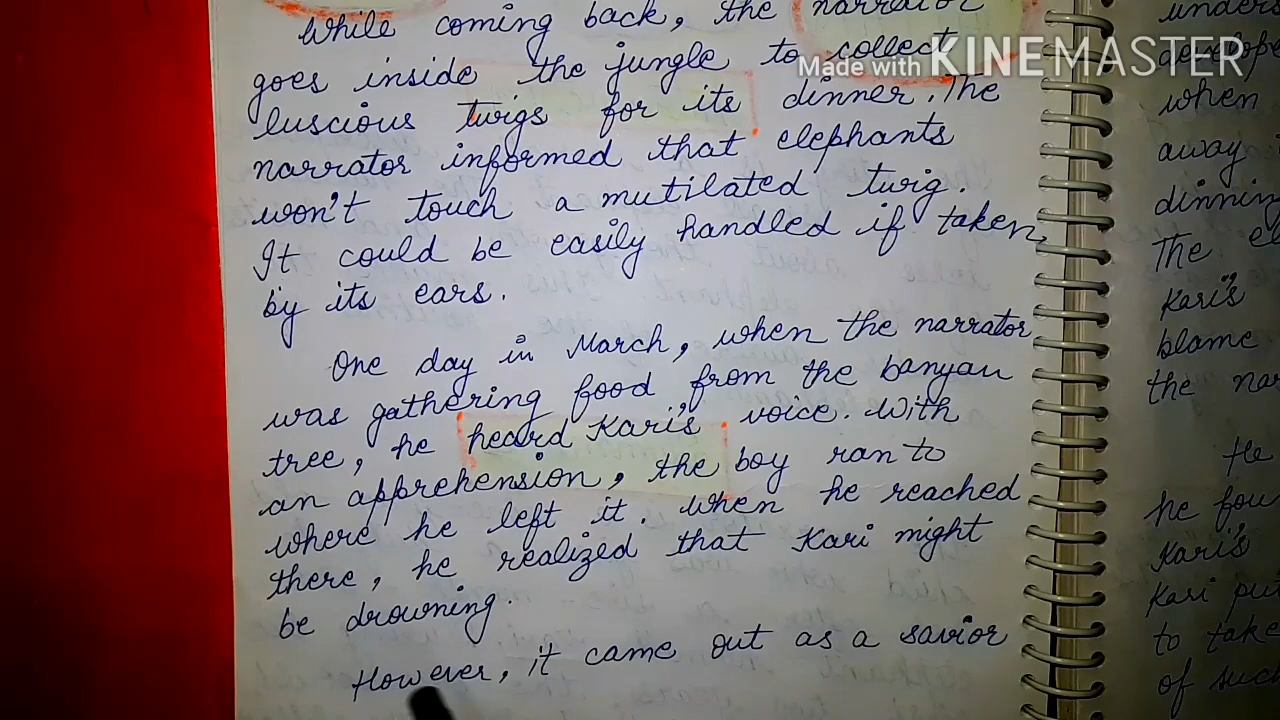 While coming back, the narrator
goes inside the jungle to collect
luscious twigs for its dinner. The
narrator informed that elephants
won't touch a mutilated twig.
It could be easily handled if taken
by its ears.
One day in March, when the narrator
was gathering food from the banyan
tree, he heard Kari's voice. With
an apprehension, the boy ran to
where he left it. When he reached
there, he realized that Kari might
be drowning.
However, it came out as a savior
Made with KINEMASTER
when
away
The
Kari's
blame
the
He
he
Kari's
Kari
to take
of